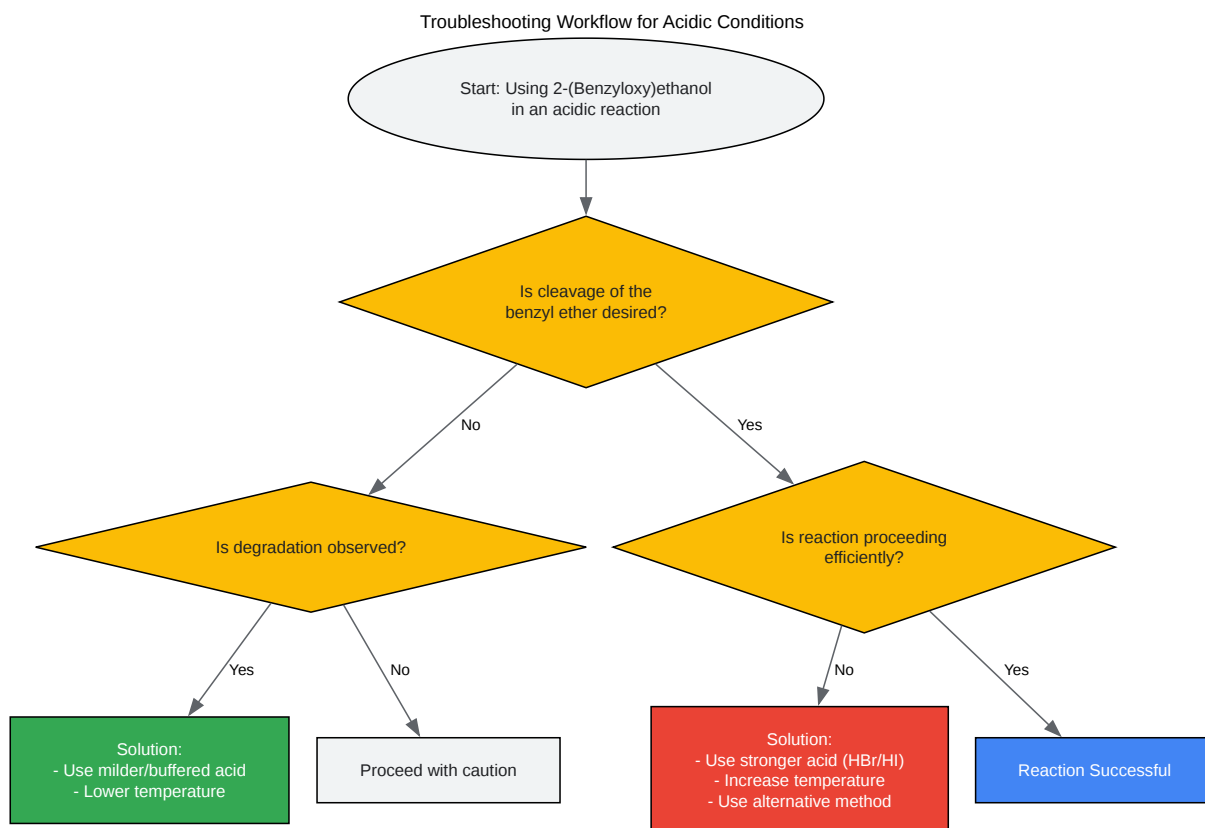 Troubleshooting Workflow for Acidic Conditions
Start: Using 2-(Benzyloxy)ethanol
in an acidic reaction
Is cleavage of the
benzyl ether desired?
No
Yes
Is degradation observed?
Is reaction proceeding
efficiently?
Yes
No
No
Yes
Solution:
- Use milder/buffered acid
- Lower temperature
Proceed with caution
Solution:
- Use stronger acid (HBr/HI)
- Increase temperature
- Use alternative method
Reaction Successful